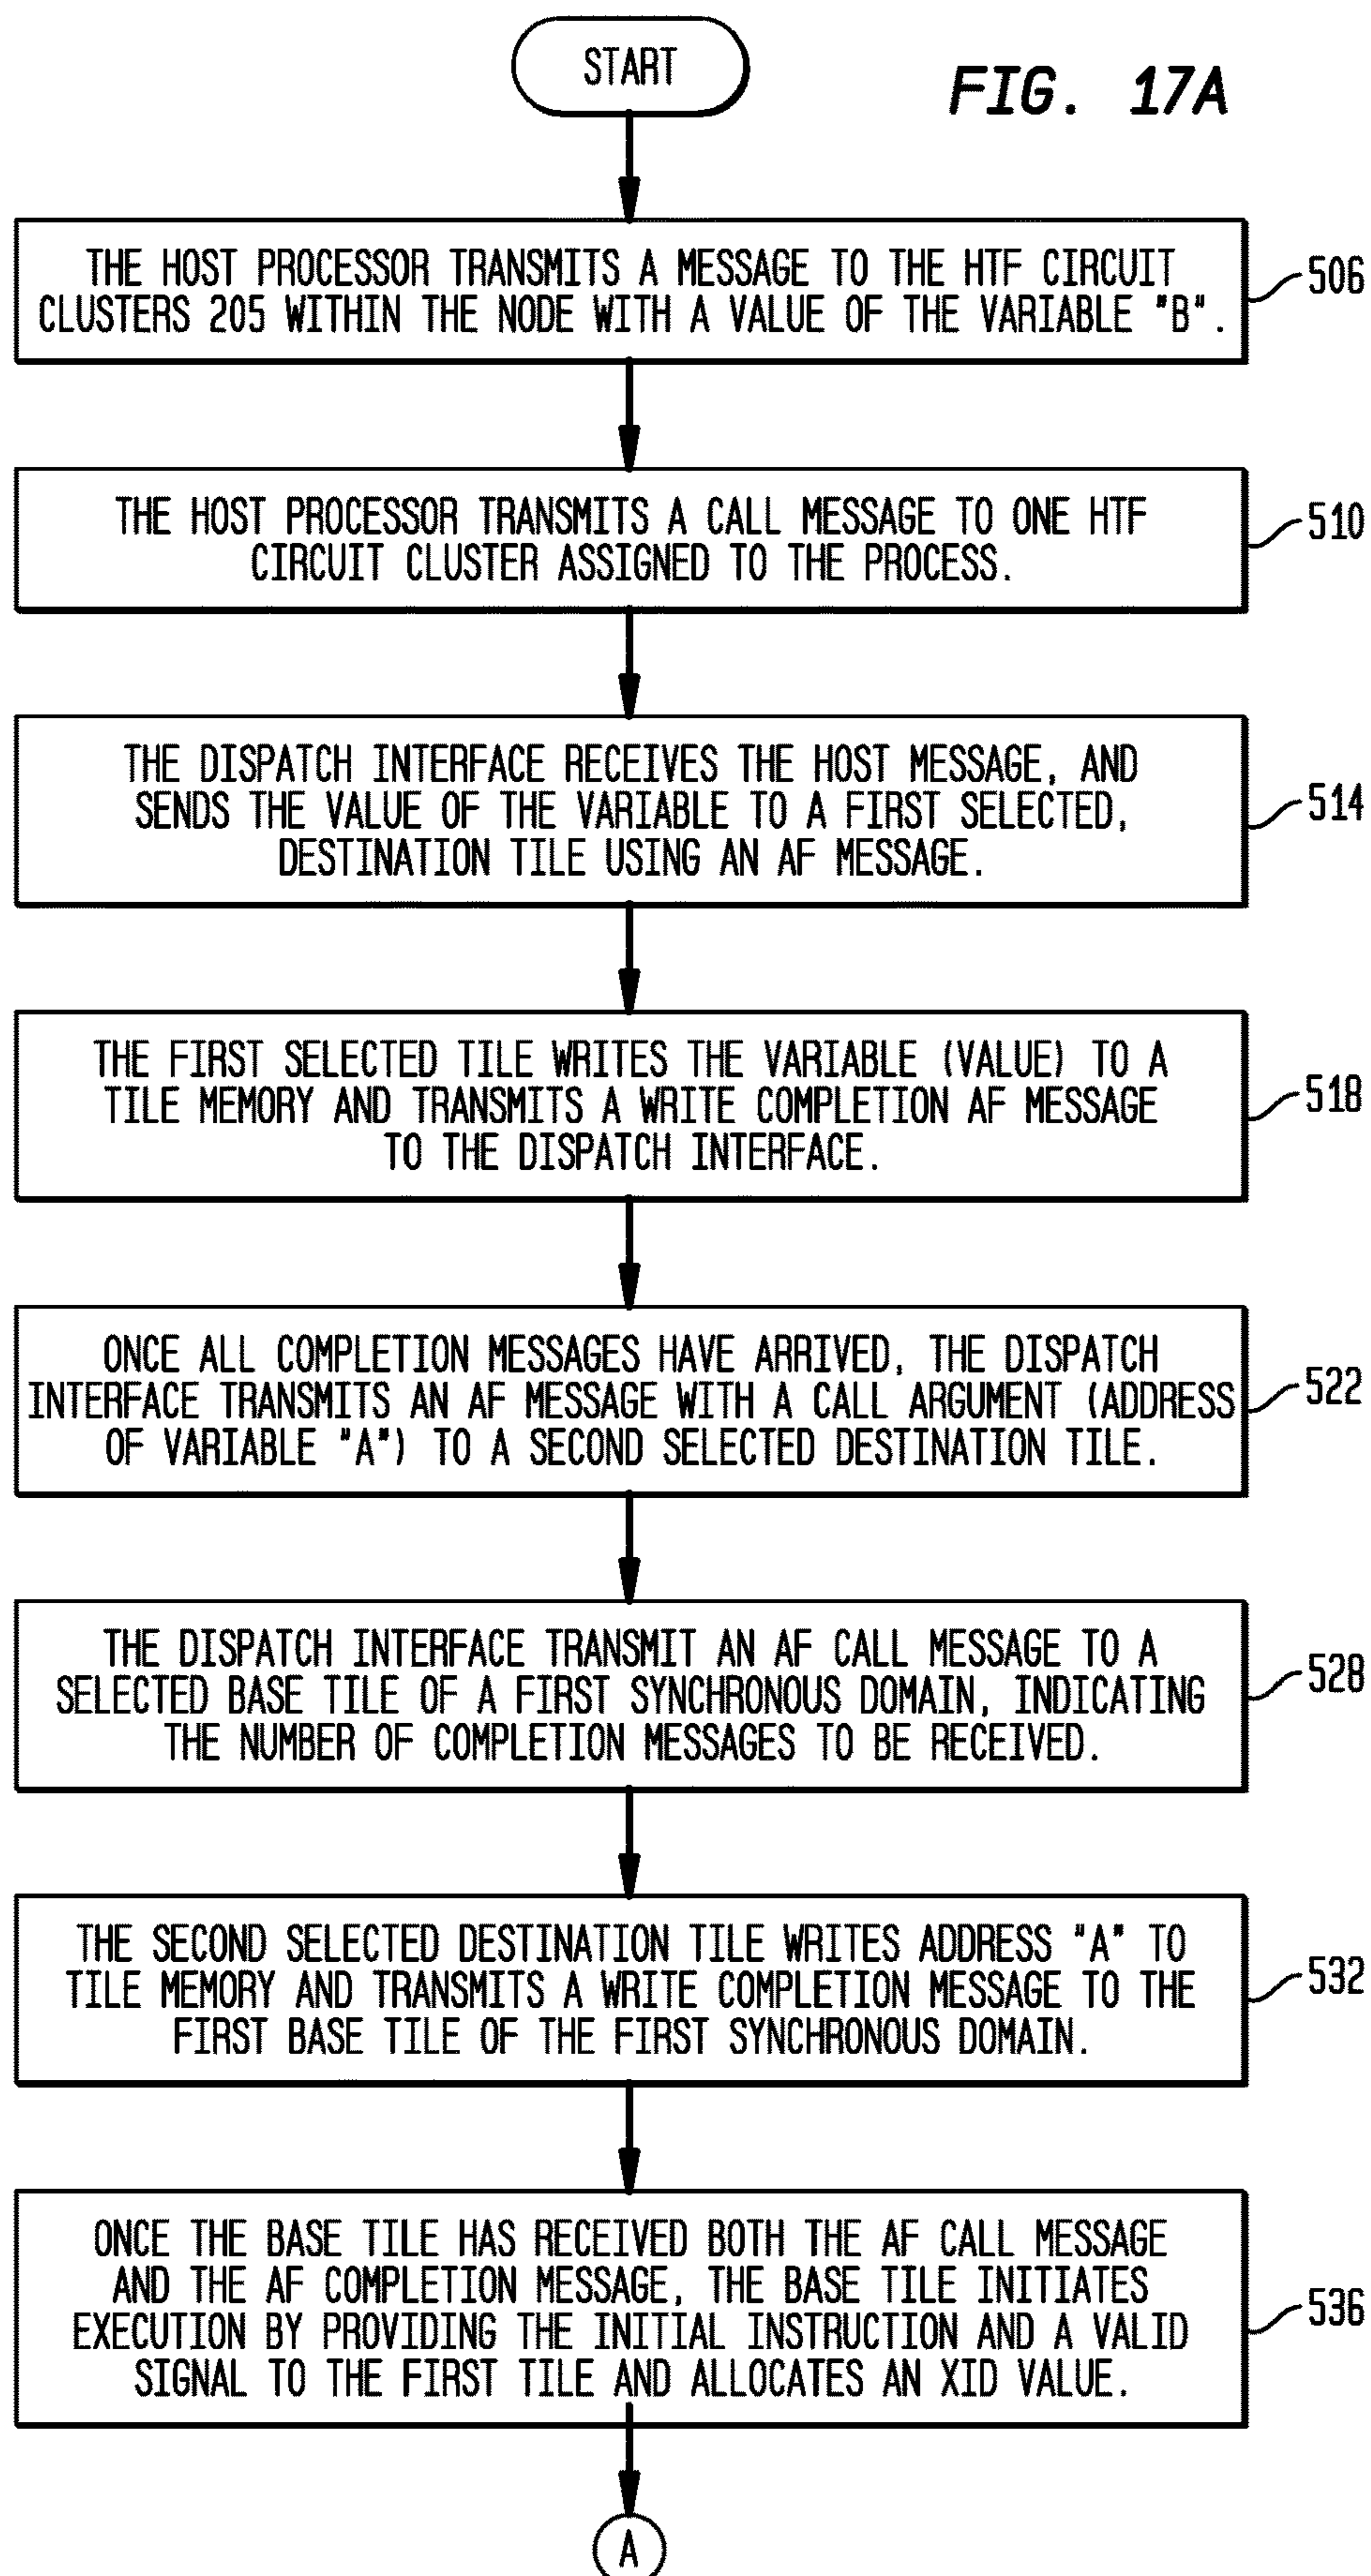 START
FIG. 17A
THE HOST PROCESSOR TRANSMITS A MESSAGE TO THE HTF CIRCUIT
CLUSTERS 205 WITHIN THE NODE WITH A VALUE OF THE VARIABLE "B".
506
THE HOST PROCESSOR TRANSMITS A CALL MESSAGE TO ONE HTF
CIRCUIT CLUSTER ASSIGNED TO THE PROCESS.
510
THE DISPATCH INTERFACE RECEIVES THE HOST MESSAGE, AND
SENDS THE VALUE OF THE VARIABLE TO A FIRST SELECTED,
DESTINATION TILE USING AN AF MESSAGE.
514
THE FIRST SELECTED TILE WRITES THE VARIABLE (VALUE) TO A
TILE MEMORY AND TRANSMITS A WRITE COMPLETION AF MESSAGE
TO THE DISPATCH INTERFACE.
518
ONCE ALL COMPLETION MESSAGES HAVE ARRIVED, THE DISPATCH
INTERFACE TRANSMITS AN AF MESSAGE WITH A CALL ARGUMENT (ADDRESS
OF VARIABLE "A") TO A SECOND SELECTED DESTINATION TILE.
522
THE DISPATCH INTERFACE TRANSMIT AN AF CALL MESSAGE TO A
SELECTED BASE TILE OF A FIRST SYNCHRONOUS DOMAIN, INDICATING
THE NUMBER OF COMPLETION MESSAGES TO BE RECEIVED.
528
THE SECOND SELECTED DESTINATION TILE WRITES ADDRESS "A" TO
TILE MEMORY AND TRANSMITS A WRITE COMPLETION MESSAGE TO THE
FIRST BASE TILE OF THE FIRST SYNCHRONOUS DOMAIN.
532
ONCE THE BASE TILE HAS RECEIVED BOTH THE AF CALL MESSAGE
AND THE AF COMPLETION MESSAGE, THE BASE TILE INITIATES
EXECUTION BY PROVIDING THE INITIAL INSTRUCTION AND A VALID
SIGNAL TO THE FIRST TILE AND ALLOCATES AN XID VALUE.
536
A